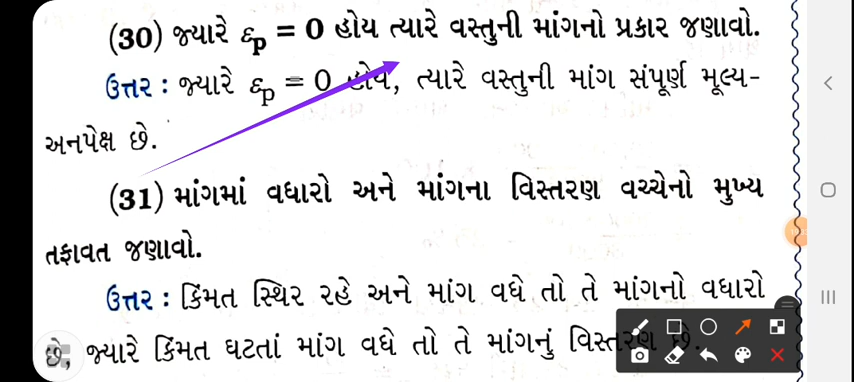 (30) જ્યારે εp = 0 હોય ત્યારે વસ્તુની માંગનો પ્રકાર જણાવો.
ઉત્તર : જ્યારે εp = 0 હોય, ત્યારે વસ્તુની માંગ સંપૂર્ણ મૂલ્ય-
અનપેક્ષ છે.
(31) માંગમાં વધારો અને માંગના વિસ્તરણ વચ્ચેનો મુખ્ય
તફાવત જણાવો.
ઉત્તર : કિંમત સ્થિર રહે અને માંગ વધે તો તે માંગનો વધારો
છે, જ્યારે કિંમત ઘટતાં માંગ વધે તો તે માંગનું વિસ્તરણ છે.